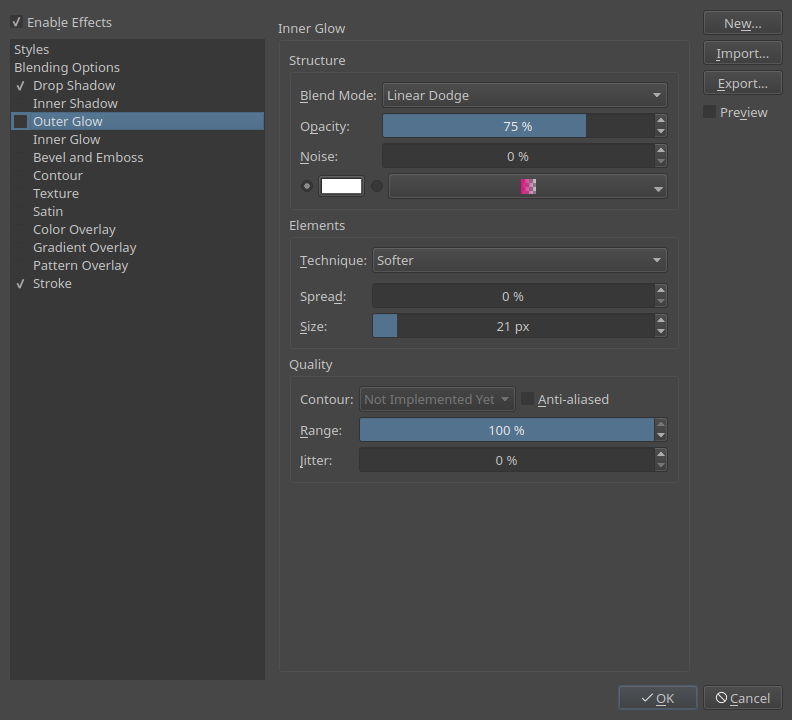 Enable Effects
Styles
Blending Options
Drop Shadow
Inner Shadow
Outer Glow
Inner Glow
Bevel and Emboss
Contour
Texture
Satin
Color Overlay
Gradient Overlay
Pattern Overlay
Stroke
Inner Glow
Structure
Blend Mode: Linear Dodge
Opacity: 75 %
Noise: 0 %
Elements
Technique: Softer
Spread: 0 %
Size: 21 px
Quality
Contour: Not Implemented Yet Anti-aliased
Range: 100 %
Jitter: 0 %
New...
Import...
Export...
Preview
OK Cancel